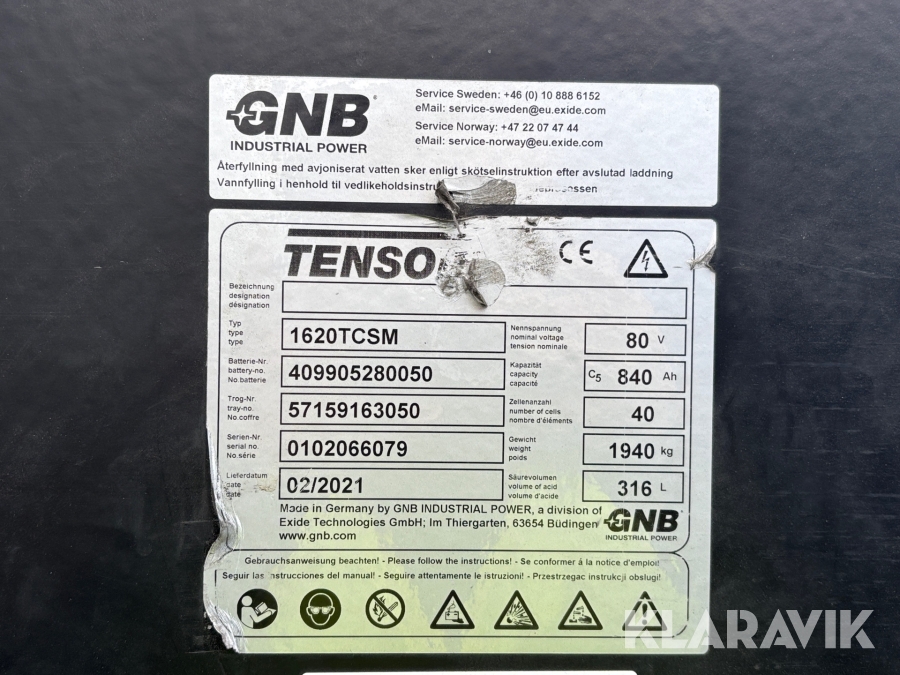 GNB
INDUSTRIAL POWER
Service Sweden: +46 (0) 10 888 6152
eMail: service-sweden@eu.exide.com
Service Norway: +47 22 07 47 44
eMail: service-norway@eu.exide.com
Återfyllning med avjoniserat vatten sker enligt skötselinstruktion efter avslutad laddning
Vannfylling i henhold til
TENSO
CE
Bezeichnung
designation
désignation
Typ
type
type
1620TCSM
Nennspannung
nominal voltage
tension nominale
80 V
Batterie-Nr.
battery-no.
No.batterie
409905280050
Kapazität
capacity
capacité
C5 840 Ah
Trog-Nr.
tray-no.
No.coffre
57159163050
Zellenanzahl
number of cells
nombre d'éléments
40
Serien-Nr.
serial no.
No.série
0102066079
Gewicht
weight
poids
1940 kg
Lieferdatum
date
date
02/2021
Säurevolumen
volume of acid
volume d'acide
316 L
Made in Germany by GNB INDUSTRIAL POWER, a division of
Exide Technologies GmbH; Im Thiergarten, 63654 Büdingen
www.gnb.com
GNB
INDUSTRIAL POWER
Gebrauchsanweisung beachten! - Please follow the instructions! - Se conformer á la notice d'emploi!
Seguir las instrucciones del manual! - Seguire attentamente le istruzioni! - Przestrzegac instrukcji obslugi!
KLARAVIK